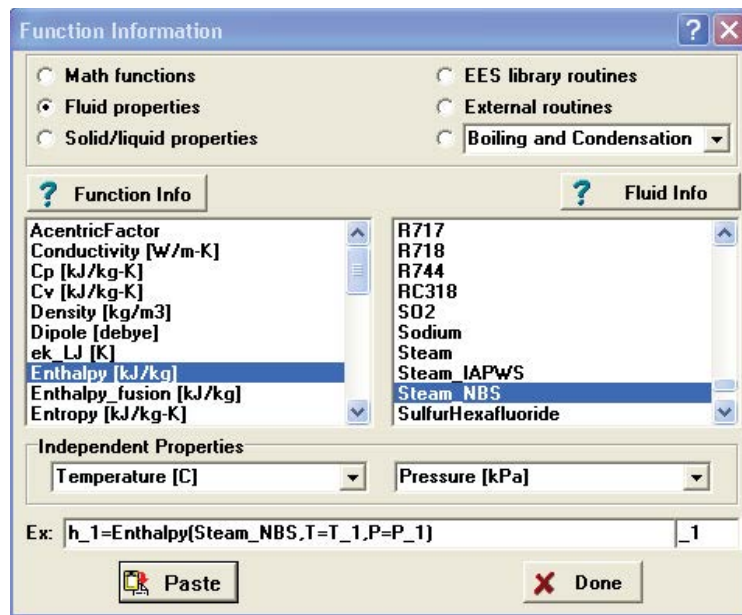 Function Information
Math functions
Fluid properties
Solid/liquid properties
EES library routines
External routines
Boiling and Condensation
? Function Info
? Fluid Info
AcentricFactor
Conductivity [W/m-K]
Cp [kJ/kg-K]
Cv [kJ/kg-K]
Density [kg/m3]
Dipole [debye]
ek_LJ [K]
Enthalpy [kJ/kg]
Enthalpy_fusion [kJ/kg]
Entropy [kJ/kg-K]
R717
R718
R744
RC318
SO2
Sodium
Steam
Steam_IAPWS
Steam_NBS
SulfurHexafluoride
Independent Properties
Temperature [C]
Pressure [kPa]
Ex: h_1=Enthalpy(Steam_NBS,T=T_1,P=P_1) _1
Paste
Done